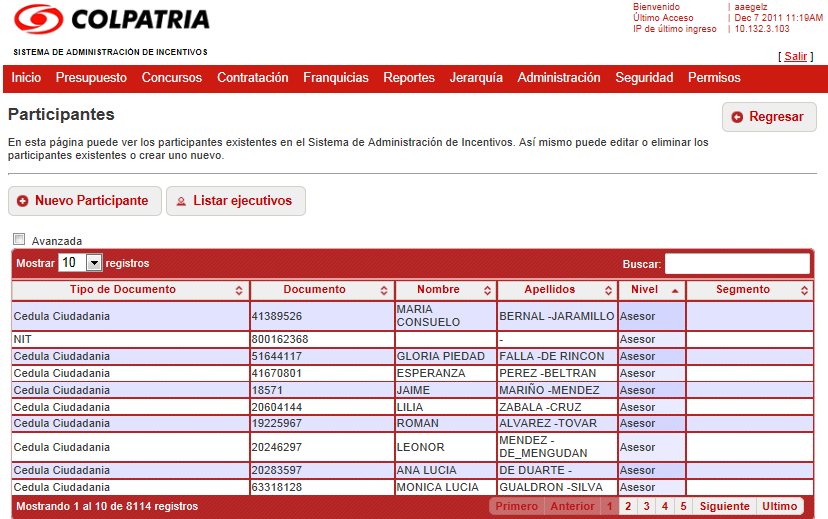 COLPATRIA
Bienvenido | aaegelz
Último Acceso | Dec 7 2011 11:19AM
IP de último ingreso | 10.132.3.103
SISTEMA DE ADMINISTRACIÓN DE INCENTIVOS
[ Salir ]
Inicio Presupuesto Concursos Contratación Franquicias Reportes Jerarquía Administración Seguridad Permisos
Participantes
Regresar
En esta página puede ver los participantes existentes en el Sistema de Administración de Incentivos. Así mismo puede editar o eliminar los
participantes existentes o crear uno nuevo.
Nuevo Participante Listar ejecutivos
Avanzada
Mostrar 10 registros Buscar:
Tipo de Documento Documento Nombre Apellidos Nivel Segmento
Cedula Ciudadania 41389526 MARIA CONSUELO BERNAL -JARAMILLO Asesor
NIT 800162368 - Asesor
Cedula Ciudadania 51644117 GLORIA PIEDAD FALLA -DE RINCON Asesor
Cedula Ciudadania 41670801 ESPERANZA PEREZ -BELTRAN Asesor
Cedula Ciudadania 18571 JAIME MARIÑO -MENDEZ Asesor
Cedula Ciudadania 20604144 LILIA ZABALA -CRUZ Asesor
Cedula Ciudadania 19225967 ROMAN ALVAREZ -TOVAR Asesor
Cedula Ciudadania 20246297 LEONOR MENDEZ -DE_MENGUDAN Asesor
Cedula Ciudadania 20283597 ANA LUCIA DE DUARTE - Asesor
Cedula Ciudadania 63318128 MONICA LUCIA GUALDRON -SILVA Asesor
Mostrando 1 al 10 de 8114 registros Primero Anterior 1 2 3 4 5 Siguiente Ultimo